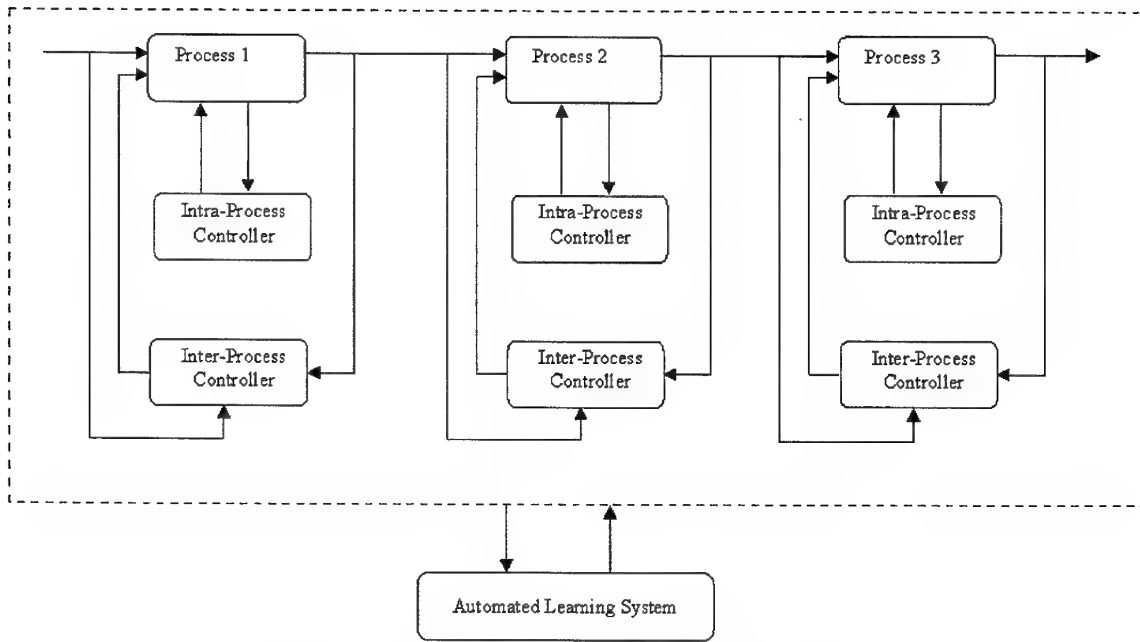 Process 1
Process 2
Process 3
Intra-Process
Controller
Intra-Process
Controller
Intra-Process
Controller
Inter-Process
Controller
Inter-Process
Controller
Inter-Process
Controller
Automated Learning System